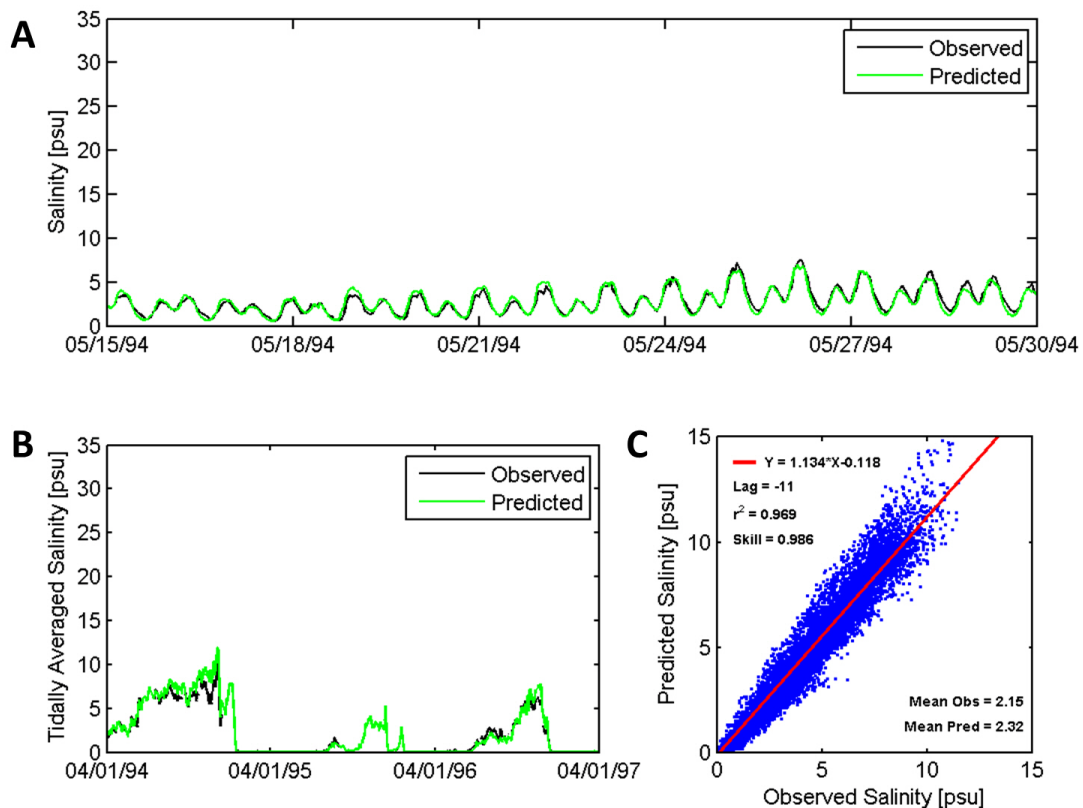 A
Salinity [psu]
35
30
25
20
15
10
5
0
Observed
Predicted
05/15/94 05/18/94 05/21/94 05/24/94 05/27/94 05/30/94
B
Tidally Averaged Salinity [psu]
35
30
25
20
15
10
5
0
Observed
Predicted
04/01/94 04/01/95 04/01/96 04/01/97
C
Predicted Salinity [psu]
15
10
5
0
Y = 1.134*X-0.118
Lag = -11
r² = 0.969
Skill = 0.986
Mean Obs = 2.15
Mean Pred = 2.32
0 5 10 15
Observed Salinity [psu]